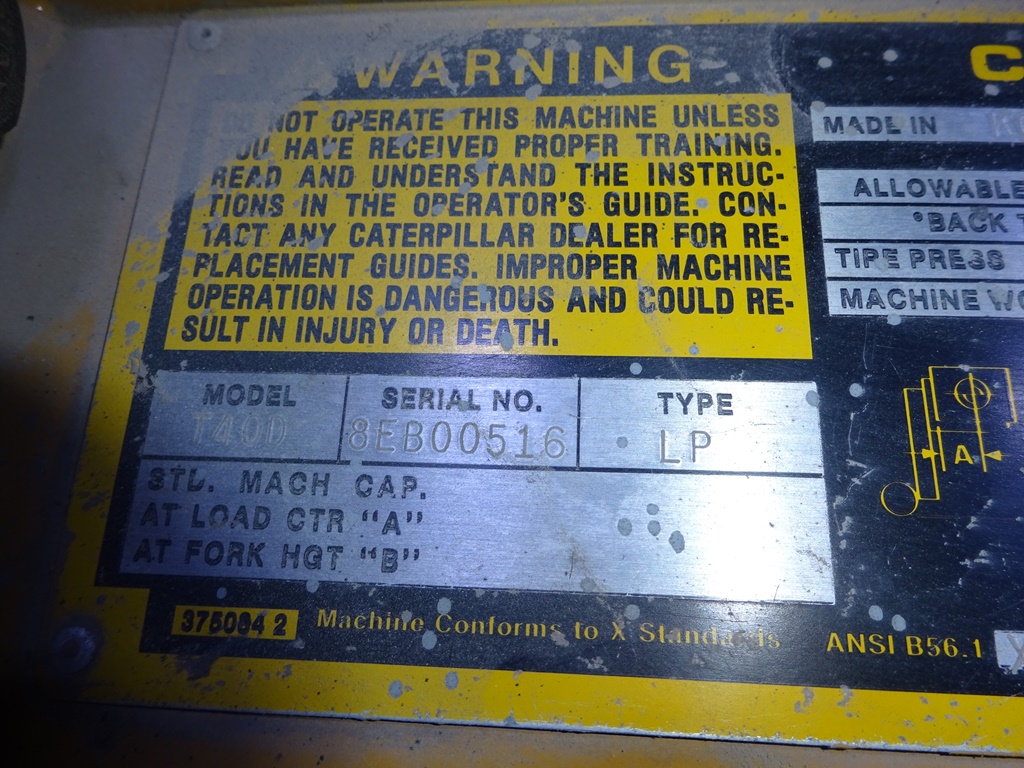 WARNING
NOT OPERATE THIS MACHINE UNLESS
YOU HAVE RECEIVED PROPER TRAINING.
READ AND UNDERSTAND THE INSTRUC-
TIONS IN THE OPERATOR'S GUIDE. CON-
TACT ANY CATERPILLAR DEALER FOR RE-
PLACEMENT GUIDES. IMPROPER MACHINE
OPERATION IS DANGEROUS AND COULD RE-
SULT IN INJURY OR DEATH.
MODEL SERIAL NO. TYPE
T40D 8EB00516 LP
STD. MACH CAP.
AT LOAD CTR "A"
AT FORK HGT "B"
375084 2 Machine Conforms to X Standards ANSI B56.1
C
MADE IN
ALLOWABLE
*BACK T
TIRE PRESS
MACHINE
A